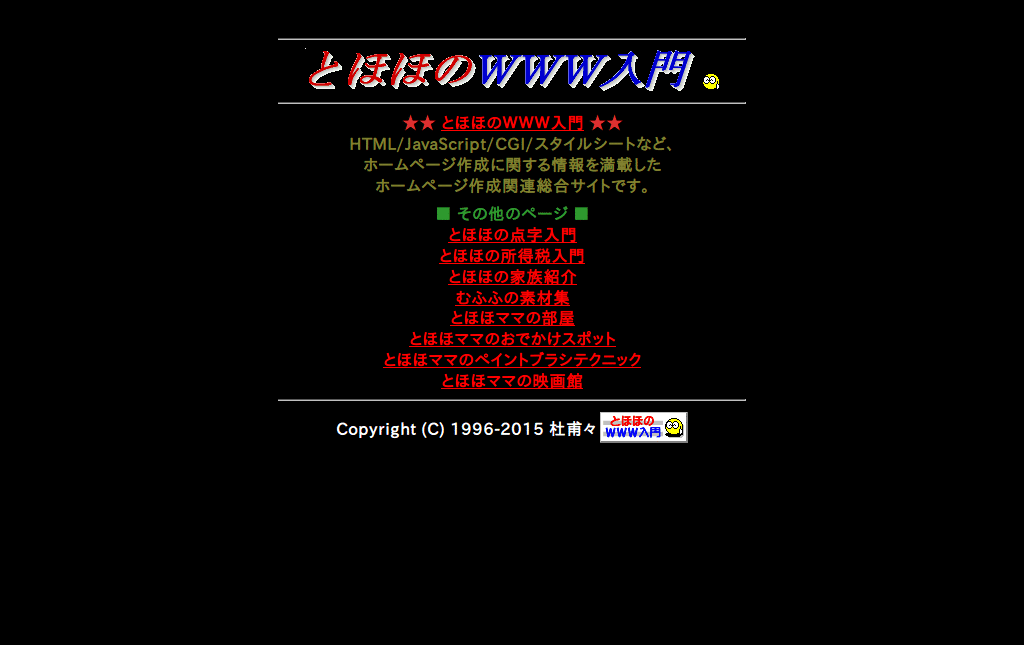 とほほのWWW入門
★★ とほほのWWW入門 ★★
HTML/JavaScript/CGI/スタイルシートなど、
ホームページ作成に関する情報を満載した
ホームページ作成関連総合サイトです。
■ その他のページ ■
とほほの点字入門
とほほの所得税入門
とほほの家族紹介
むふふの素材集
とほほママの部屋
とほほママのおでかけスポット
とほほママのペイントブラシテクニック
とほほママの映画館
Copyright (C) 1996-2015 杜甫々
とほほの
WWW入門